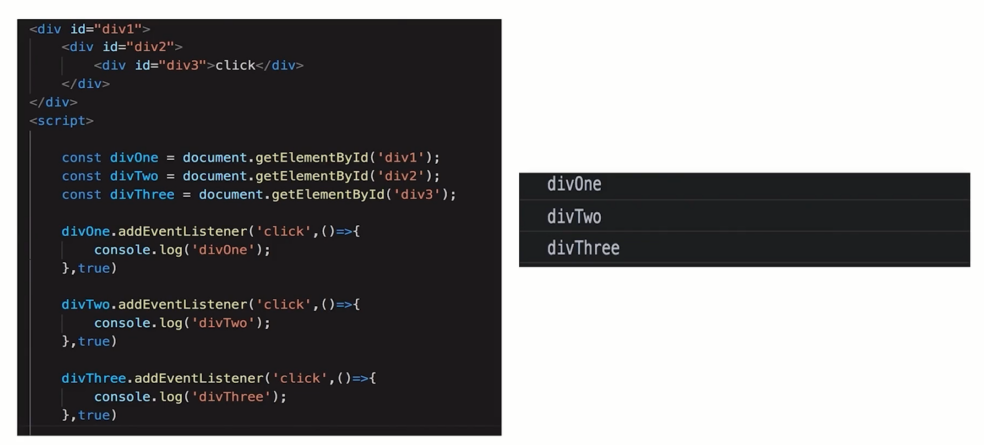 <div id="div1">
<div id="div2">
<div id="div3">click</div>
</div>
</div>
<script>
const divOne = document.getElementById('div1');
const divTwo = document.getElementById('div2');
const divThree = document.getElementById('div3');
divOne.addEventListener('click',()=>{
console.log('divOne');
},true)
divTwo.addEventListener('click',()=>{
console.log('divTwo');
},true)
divThree.addEventListener('click',()=>{
console.log('divThree');
},true)
divOne
divTwo
divThree